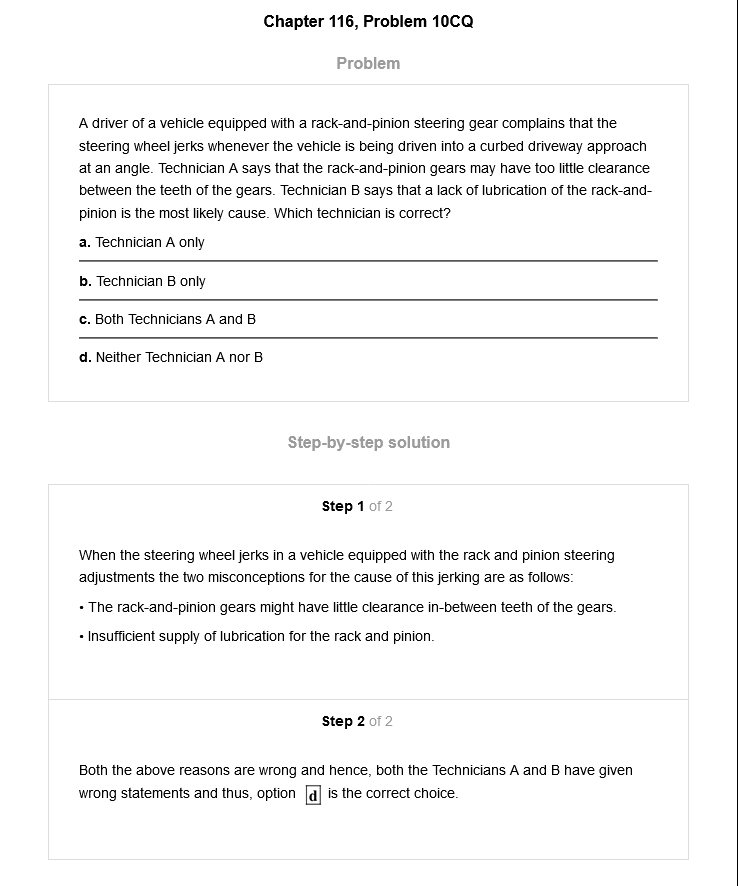 Chapter 116, Problem 10CQ
Problem
A driver of a vehicle equipped with a rack-and-pinion steering gear complains that the
steering wheel jerks whenever the vehicle is being driven into a curbed driveway approach
at an angle. Technician A says that the rack-and-pinion gears may have too little clearance
between the teeth of the gears. Technician B says that a lack of lubrication of the rack-and-
pinion is the most likely cause. Which technician is correct?
a. Technician A only
b. Technician B only
c. Both Technicians A and B
d. Neither Technician A nor B
Step-by-step solution
Step 1 of 2
When the steering wheel jerks in a vehicle equipped with the rack and pinion steering
adjustments the two misconceptions for the cause of this jerking are as follows:
• The rack-and-pinion gears might have little clearance in-between teeth of the gears.
• Insufficient supply of lubrication for the rack and pinion.
Step 2 of 2
Both the above reasons are wrong and hence, both the Technicians A and B have given
wrong statements and thus, option d is the correct choice.